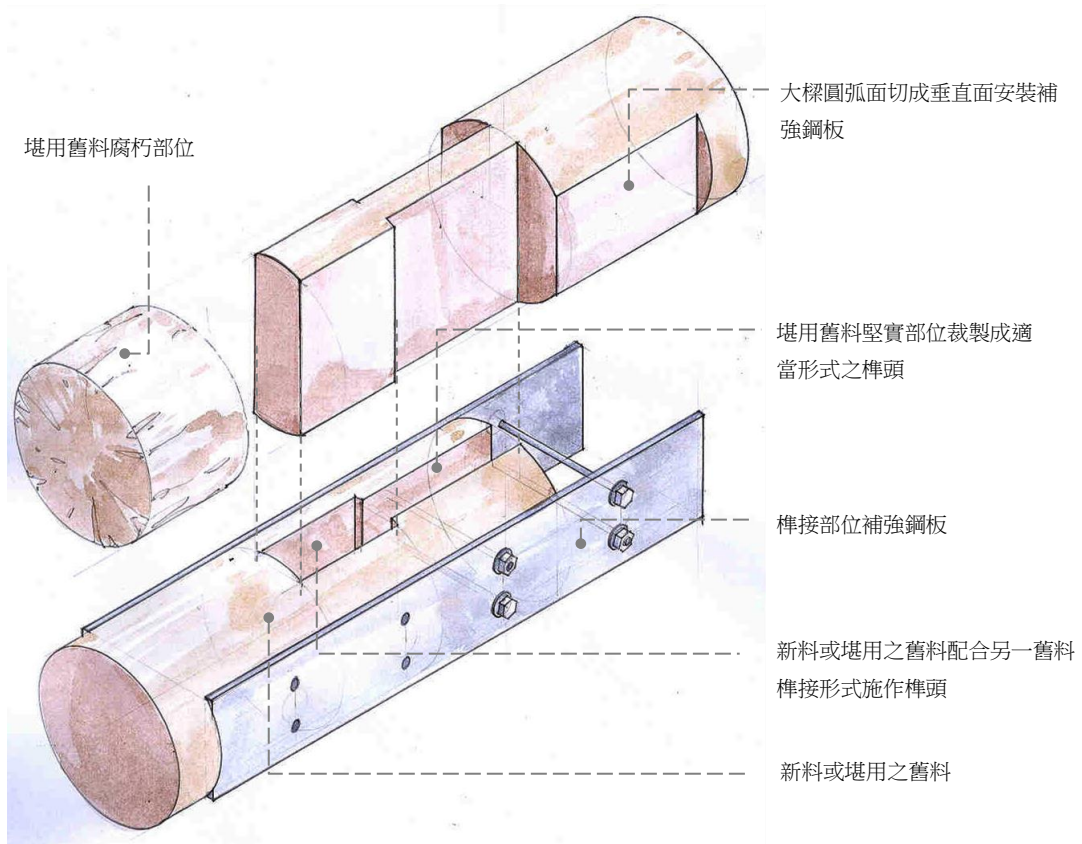 大樑圓弧面切成垂直面安裝補
強鋼板
堪用舊料腐朽部位
堪用舊料堅實部位裁製成適
當形式之榫頭
榫接部位補強鋼板
新料或堪用之舊料配合另一舊料
榫接形式施作榫頭
新料或堪用之舊料